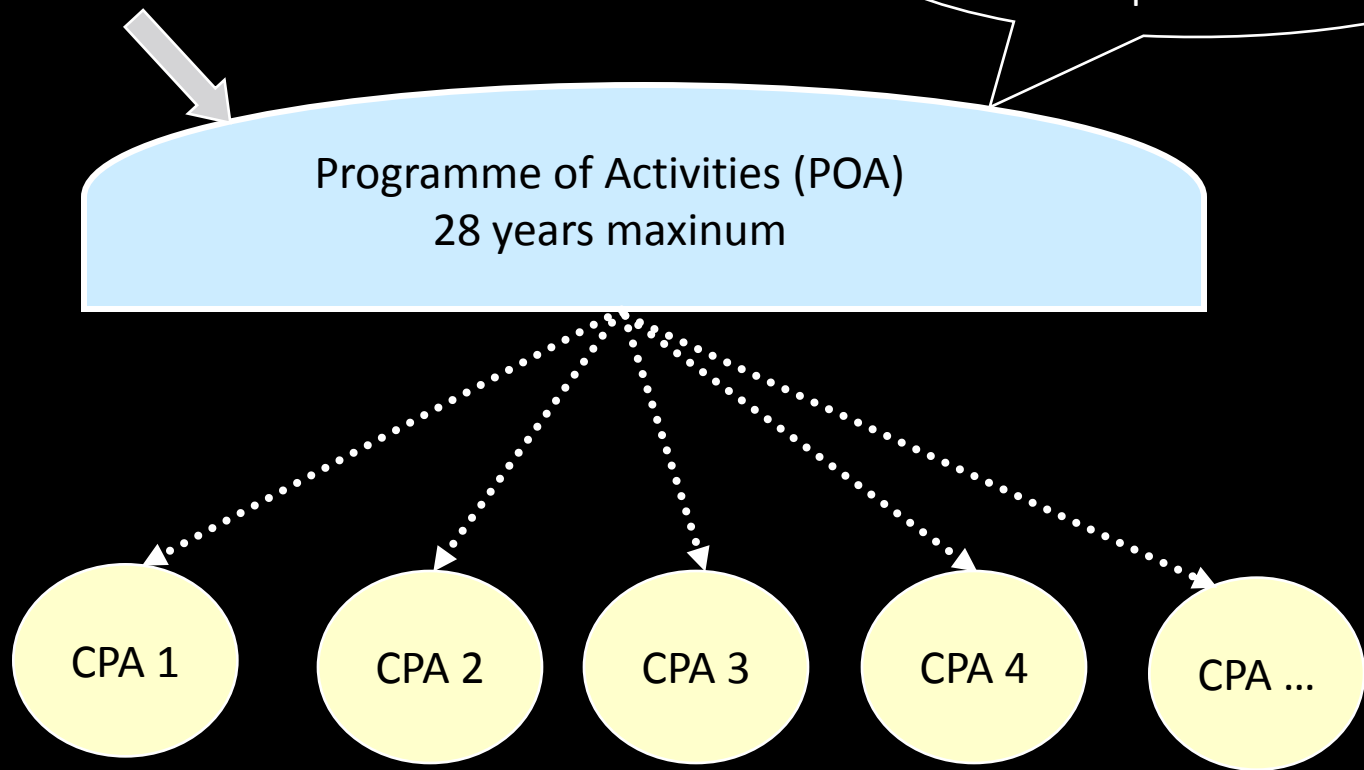 Programme of Activities (POA)
28 years maxinum
CPA 1
CPA 2
CPA 3
CPA 4
CPA ...